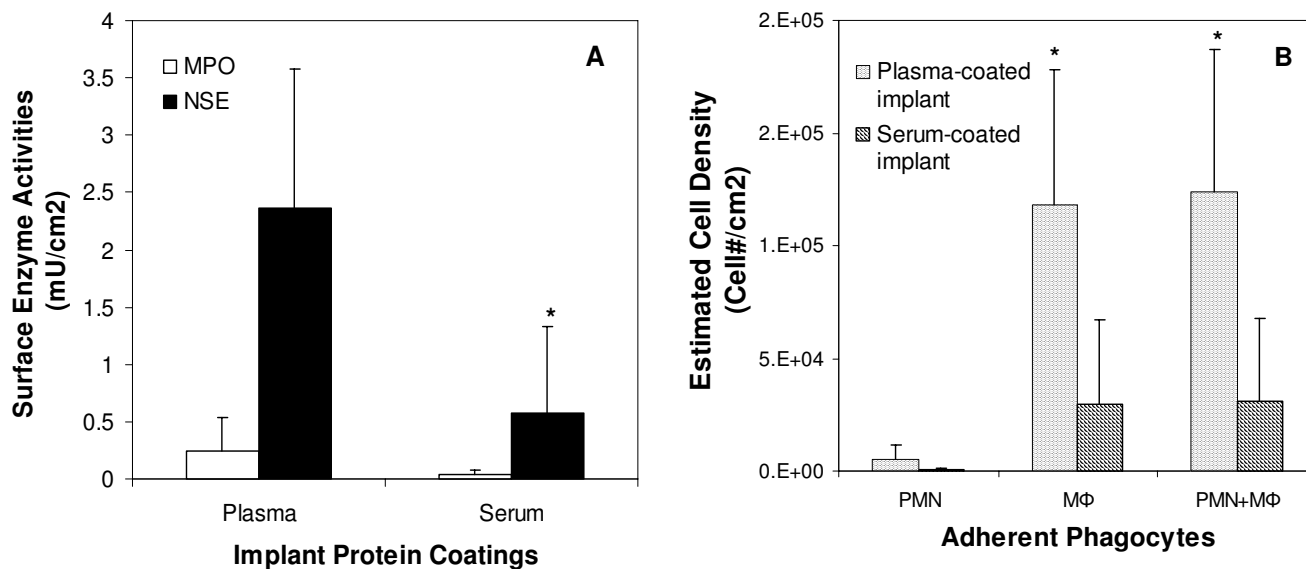 A
MPO
NSE
Surface Enzyme Activities
(mU/cm2)
4
3.5
3
2.5
2
1.5
1
0.5
0
*
Plasma
Serum
Implant Protein Coatings
B
Plasma-coated
implant
Serum-coated
implant
Estimated Cell Density
(Cell#/cm2)
2.E+05
2.E+05
1.E+05
5.E+04
0.E+00
*
*
PMN
MΦ
PMN+MΦ
Adherent Phagocytes